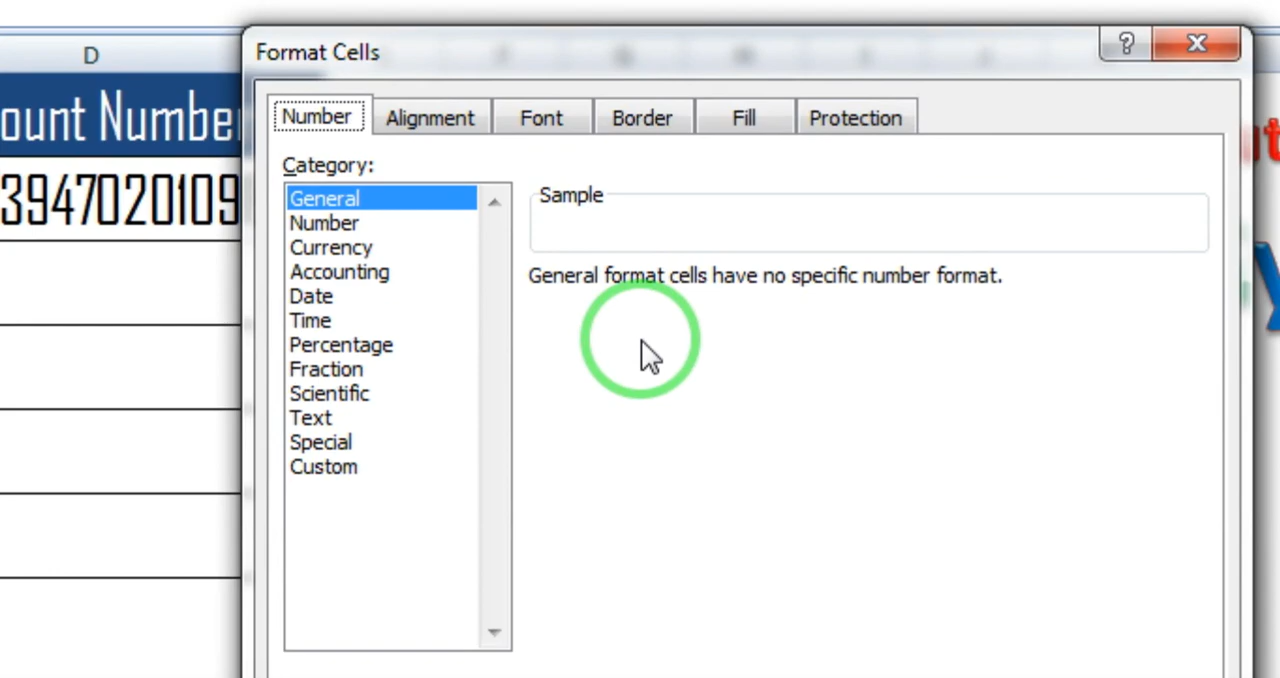 Format Cells
D
ount Number
3947020109
Number Alignment Font Border Fill Protection
Category:
General
Number
Currency
Accounting
Date
Time
Percentage
Fraction
Scientific
Text
Special
Custom
Sample
General format cells have no specific number format.